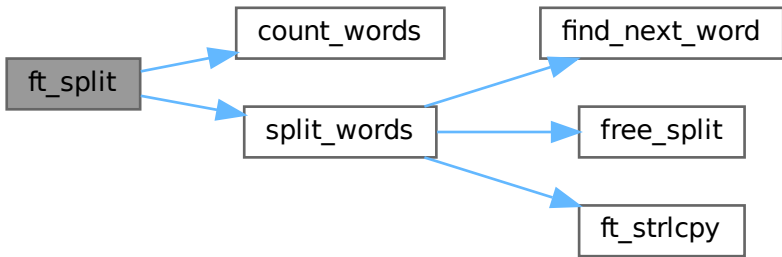 ft_split
count_words
split_words
find_next_word
free_split
ft_strlcpy